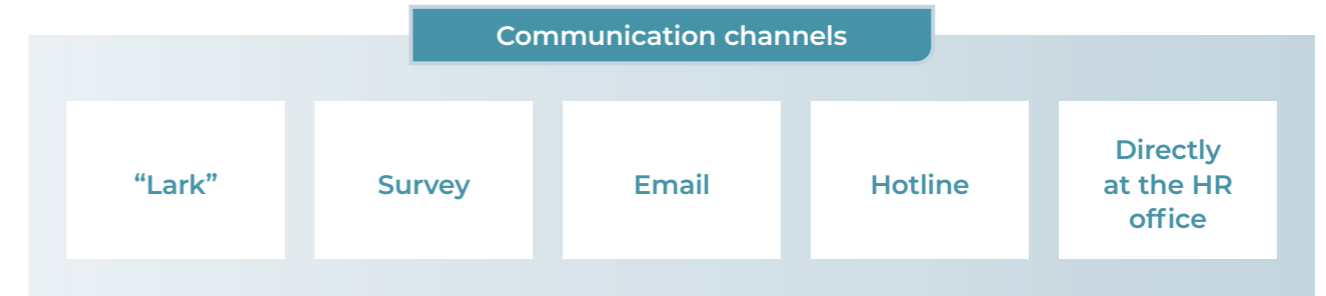 Communication channels
“Lark”
Survey
Email
Hotline
Directly
at the HR
office